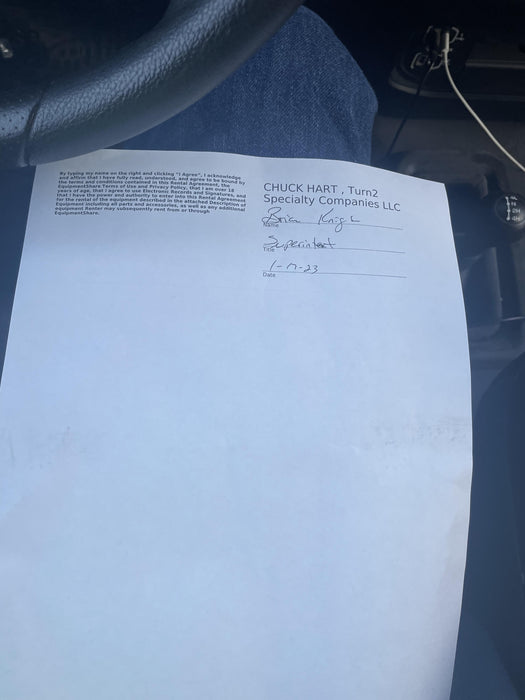 By typing my name on the right and clicking "I Agree", I acknowledge
and affirm that I have fully read, understood, and agree to be bound by
the terms and conditions contained in this Rental Agreement, the
EquipmentShare Terms of Use and Privacy Policy, that I am over 18
years of age, that I agree to use Electronic Records and Signatures, and
that I have the power and authority to enter into this Rental Agreement
for the rental of the equipment described in the attached Description of
Equipment including all parts and accessories, as well as any additional
equipment Renter may subsequently rent from or through
EquipmentShare.
CHUCK HART , Turn2
Specialty Companies LLC
Brian
Name
Superintent
Title
1-17-23
Date